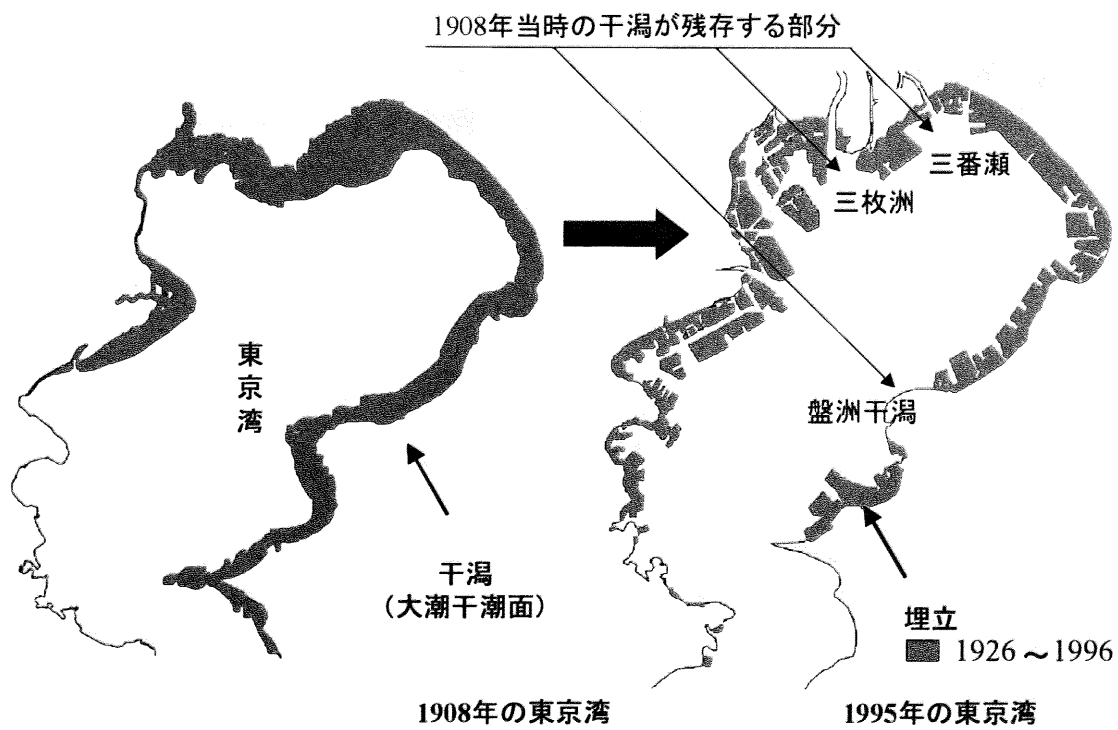 1908年当時の干潟が残存する部分
三番瀬
三枚洲
東京湾
盤洲干潟
干潟
（大潮干潮面）
埋立
1926～1996
1908年の東京湾
1995年の東京湾